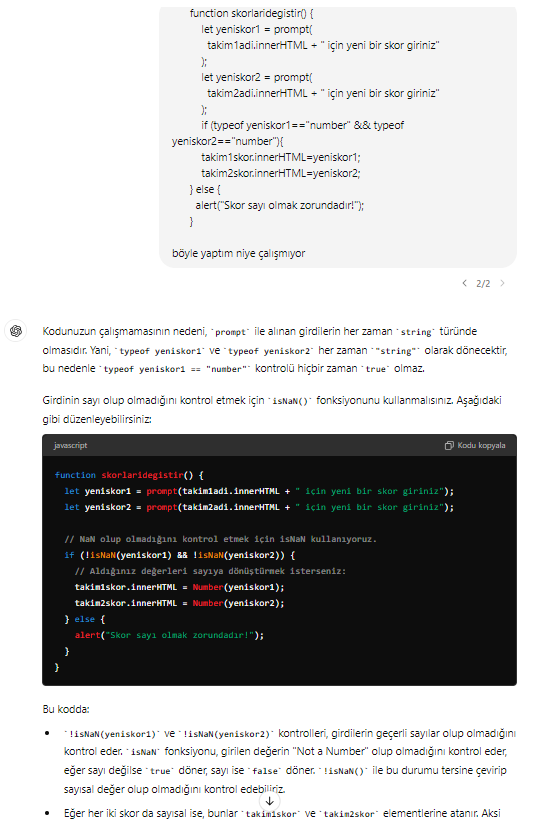 function skorlaridegistir() {
let yeniskor1 = prompt(
takim1adi.innerHTML + " için yeni bir skor giriniz"
);
let yeniskor2 = prompt(
takim2adi.innerHTML + " için yeni bir skor giriniz"
);
if (typeof yeniskor1=="number" && typeof
yeniskor2=="number"){
takim1skor.innerHTML=yeniskor1;
takim2skor.innerHTML=yeniskor2;
} else {
alert("Skor sayı olmak zorundadır!");
}
böyle yaptım niye çalışmıyor
2/2
Kodunuzun çalışmamasının nedeni, `prompt` ile alınan girdilerin her zaman `string` türünde
olmasıdır. Yani, `typeof yeniskor1` ve `typeof yeniskor2` her zaman `"string"` olarak dönecektir,
bu nedenle `typeof yeniskor1 == "number"` kontrolü hiçbir zaman `true` olmaz.
Girdinin sayı olup olmadığını kontrol etmek için `isNaN()` fonksiyonunu kullanmalısınız. Aşağıdaki
gibi düzenleyebilirsiniz:
javascript
Kodu kopyala
function skorlaridegistir() {
let yeniskor1 = prompt(takim1adi.innerHTML + " için yeni bir skor giriniz");
let yeniskor2 = prompt(takim2adi.innerHTML + " için yeni bir skor giriniz");
// NaN olup olmadığını kontrol etmek için isNaN kullanıyoruz.
if (!isNaN(yeniskor1) && !isNaN(yeniskor2)) {
// Aldığınız değerleri sayıya dönüştürmek isterseniz:
takim1skor.innerHTML = Number(yeniskor1);
takim2skor.innerHTML = Number(yeniskor2);
} else {
alert("Skor sayı olmak zorundadır!");
}
}
Bu kodda:
• `!isNaN(yeniskor1)` ve `!isNaN(yeniskor2)` kontrolleri, girdilerin geçerli sayılar olup olmadığını
kontrol eder. `isNaN` fonksiyonu, girilen değerin "Not a Number" olup olmadığını kontrol eder,
eğer sayı değilse `true` döner, sayı ise `false` döner. `!isNaN()` ile bu durumu tersine çevirip
sayısal değer olup olmadığını kontrol edebiliriz.
• Eğer her iki skor da sayısal ise, bunlar `takim1skor` ve `takim2skor` elementlerine atanır. Aksi